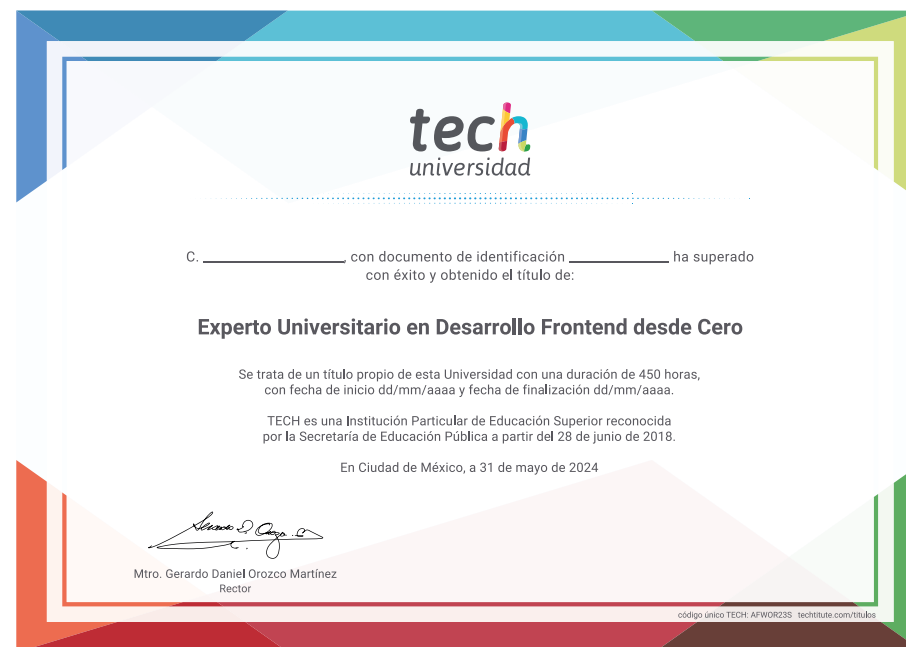 tech
universidad
C. ____________, con documento de identificación ____________ ha superado
con éxito y obtenido el título de:
Experto Universitario en Desarrollo Frontend desde Cero
Se trata de un título propio de esta Universidad con una duración de 450 horas,
con fecha de inicio dd/mm/aaaa y fecha de finalización dd/mm/aaaa.
TECH es una Institución Particular de Educación Superior reconocida
por la Secretaría de Educación Pública a partir del 28 de junio de 2018.
En Ciudad de México, a 31 de mayo de 2024
Mtro. Gerardo Daniel Orozco Martínez
Rector
código único TECH: AFWOR23S techtitute.com/titulos